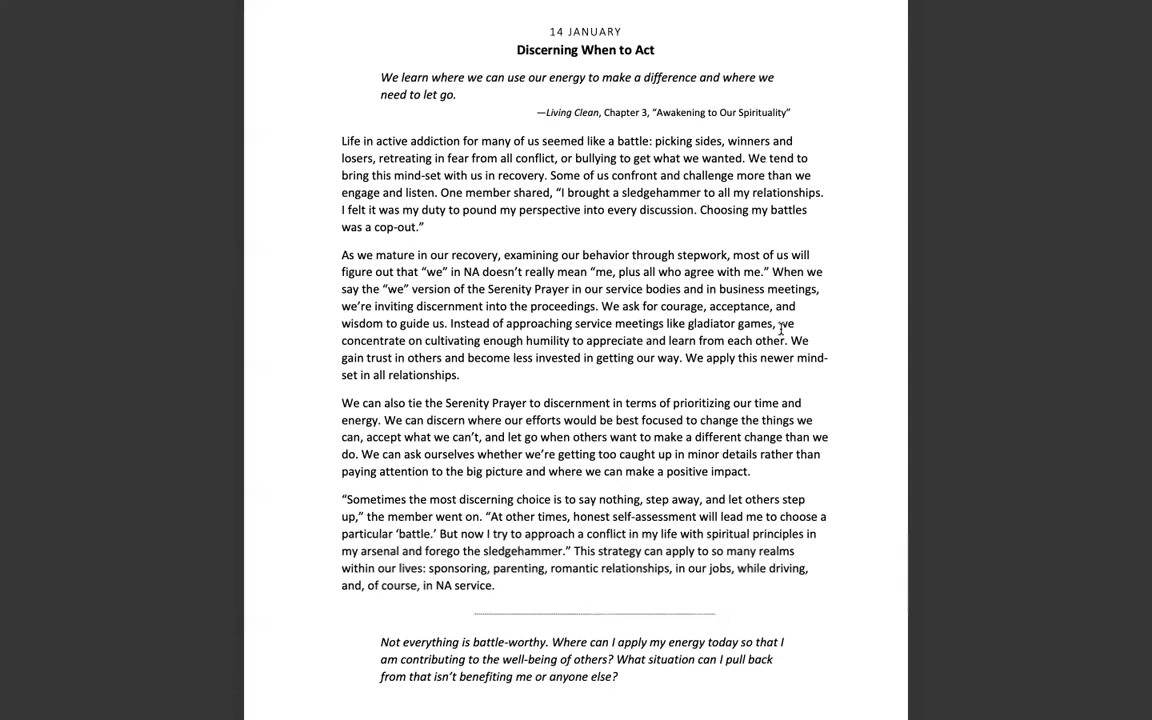 14 JANUARY
Discerning When to Act
We learn where we can use our energy to make a difference and where we
need to let go.
—Living Clean, Chapter 3, “Awakening to Our Spirituality”
Life in active addiction for many of us seemed like a battle: picking sides, winners and
losers, retreating in fear from all conflict, or bullying to get what we wanted. We tend to
bring this mind-set with us in recovery. Some of us confront and challenge more than we
engage and listen. One member shared, “I brought a sledgehammer to all my relationships.
I felt it was my duty to pound my perspective into every discussion. Choosing my battles
was a cop-out.”
As we mature in our recovery, examining our behavior through stepwork, most of us will
figure out that “we” in NA doesn’t really mean “me, plus all who agree with me.” When we
say the “we” version of the Serenity Prayer in our service bodies and in business meetings,
we’re inviting discernment into the proceedings. We ask for courage, acceptance, and
wisdom to guide us. Instead of approaching service meetings like gladiator games, we
concentrate on cultivating enough humility to appreciate and learn from each other. We
gain trust in others and become less invested in getting our way. We apply this newer mind-
set in all relationships.
We can also tie the Serenity Prayer to discernment in terms of prioritizing our time and
energy. We can discern where our efforts would be best focused to change the things we
can, accept what we can’t, and let go when others want to make a different change than we
do. We can ask ourselves whether we’re getting too caught up in minor details rather than
paying attention to the big picture and where we can make a positive impact.
“Sometimes the most discerning choice is to say nothing, step away, and let others step
up,” the member went on. “At other times, honest self-assessment will lead me to choose a
particular ‘battle.’ But now I try to approach a conflict in my life with spiritual principles in
my arsenal and forego the sledgehammer.” This strategy can apply to so many realms
within our lives: sponsoring, parenting, romantic relationships, in our jobs, while driving,
and, of course, in NA service.
Not everything is battle-worthy. Where can I apply my energy today so that I
am contributing to the well-being of others? What situation can I pull back
from that isn’t benefiting me or anyone else?